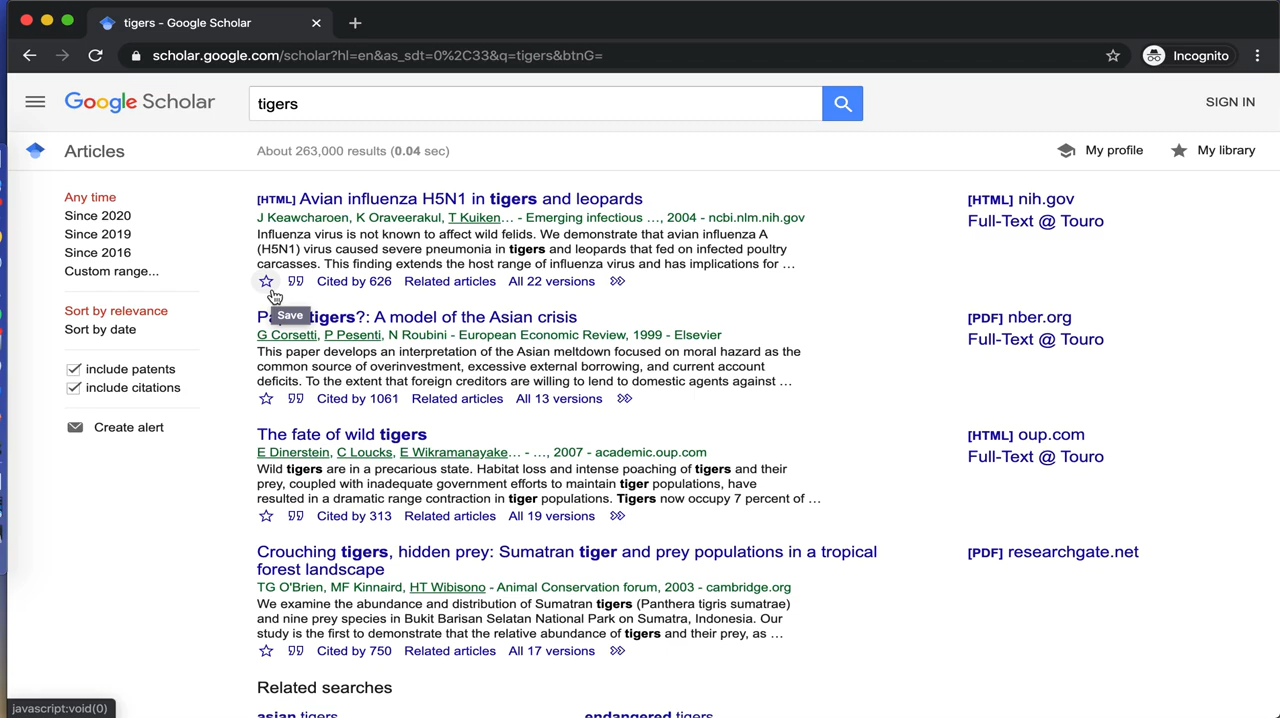 tigers - Google Scholar
scholar.google.com/scholar?hl=en&as_sdt=0%2C33&q=tigers&btnG=
Incognito
Google Scholar
tigers
SIGN IN
Articles
About 263,000 results (0.04 sec)
My profile
My library
Any time
Since 2020
Since 2019
Since 2016
Custom range...
Sort by relevance
Sort by date
include patents
include citations
Create alert
[HTML] Avian influenza H5N1 in tigers and leopards
J Keawcharoen, K Oraveerakul, T Kuiken… - Emerging infectious …, 2004 - ncbi.nlm.nih.gov
Influenza virus is not known to affect wild felids. We demonstrate that avian influenza A
(H5N1) virus caused severe pneumonia in tigers and leopards that fed on infected poultry
carcasses. This finding extends the host range of influenza virus and has implications for …
Cited by 626 Related articles All 22 versions
[HTML] nih.gov
Full-Text @ Touro
Save
tigers?: A model of the Asian crisis
G Corsetti, P Pesenti, N Roubini - European Economic Review, 1999 - Elsevier
This paper develops an interpretation of the Asian meltdown focused on moral hazard as the
common source of overinvestment, excessive external borrowing, and current account
deficits. To the extent that foreign creditors are willing to lend to domestic agents against …
Cited by 1061 Related articles All 13 versions
[PDF] nber.org
Full-Text @ Touro
The fate of wild tigers
E Dinerstein, C Loucks, E Wikramanayake… - …, 2007 - academic.oup.com
Wild tigers are in a precarious state. Habitat loss and intense poaching of tigers and their
prey, coupled with inadequate government efforts to maintain tiger populations, have
resulted in a dramatic range contraction in tiger populations. Tigers now occupy 7 percent of …
Cited by 313 Related articles All 19 versions
[HTML] oup.com
Full-Text @ Touro
Crouching tigers, hidden prey: Sumatran tiger and prey populations in a tropical
forest landscape
TG O'Brien, MF Kinnaird, HT Wibisono - Animal Conservation forum, 2003 - cambridge.org
We examine the abundance and distribution of Sumatran tigers (Panthera tigris sumatrae)
and nine prey species in Bukit Barisan Selatan National Park on Sumatra, Indonesia. Our
study is the first to demonstrate that the relative abundance of tigers and their prey, as …
Cited by 750 Related articles All 17 versions
[PDF] researchgate.net
Related searches
asian tigers
endangered tigers
javascript:void(0)